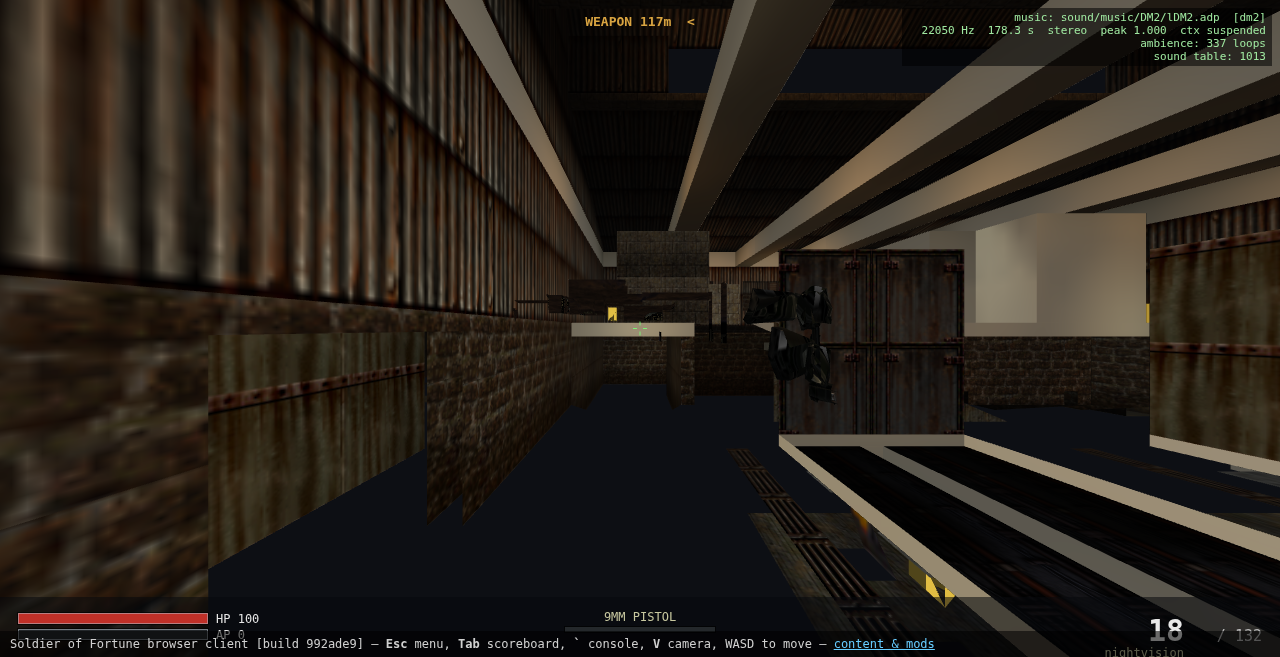 WEAPON 117m <
music: sound/music/DM2/lDM2.adp [dm2]
22050 Hz 178.3 s stereo peak 1.000 ctx suspended
ambience: 337 loops
sound table: 1013
HP 100
AP 0
9MM PISTOL
18 / 132
nightvision
Soldier of Fortune browser client [build 992ade9] — Esc menu, Tab scoreboard, ` console, V camera, WASD to move — content & mods